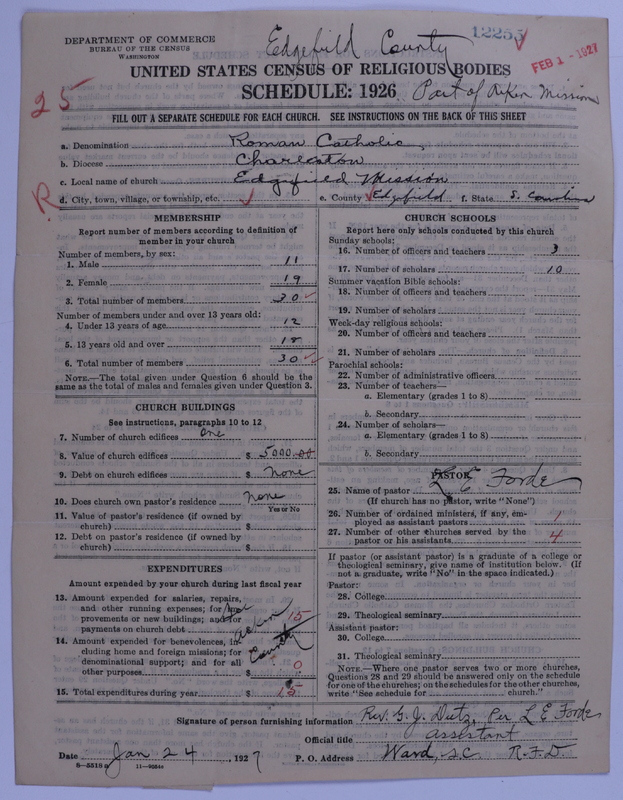 DEPARTMENT OF COMMERCE
BUREAU OF THE CENSUS
WASHINGTON
Edgefild County
12255
FEB 1 - 1927
UNITED STATES CENSUS OF RELIGIOUS BODIES
SCHEDULE: 1926
Part of Aiken Mission
25
FILL OUT A SEPARATE SCHEDULE FOR EACH CHURCH. SEE INSTRUCTIONS ON THE BACK OF THIS SHEET
a. Denomination Roman Catholic
b. Diocese Charleston
c. Local name of church Edgefield Mission
R
d. City, town, village, or township, etc. e. County Edgefield f. State S. Carolina
MEMBERSHIP
Report number of members according to definition of
member in your church
Number of members, by sex:
1. Male 11
2. Female 19
3. Total number of members 30
Number of members under and over 13 years old:
4. Under 13 years of age 12
5. 13 years old and over 18
6. Total number of members 30
NOTE.—The total given under Question 6 should be the
same as the total of males and females given under Question 3.
CHURCH BUILDINGS
See instructions, paragraphs 10 to 12
7. Number of church edifices one
8. Value of church edifices $ 5000.00
9. Debt on church edifices $ None
10. Does church own pastor's residence None
Yes or No
11. Value of pastor's residence (if owned by
church) $
12. Debt on pastor's residence (if owned by
church) $
EXPENDITURES
Amount expended by your church during last fiscal year
13. Amount expended for salaries, repairs,
and other running expenses; for im-
provements or new buildings; and for
payments on church debt 15
See Aiken County
14. Amount expended for benevolences, in-
cluding home and foreign missions; for
denominational support; and for all
other purposes $ 0
15. Total expenditures during year $ 15
CHURCH SCHOOLS
Report here only schools conducted by this church
Sunday schools:
16. Number of officers and teachers 3
17. Number of scholars 10
Summer vacation Bible schools:
18. Number of officers and teachers
19. Number of scholars
Week-day religious schools:
20. Number of officers and teachers
21. Number of scholars
Parochial schools:
22. Number of administrative officers
23. Number of teachers—
a. Elementary (grades 1 to 8)
b. Secondary
24. Number of scholars—
a. Elementary (grades 1 to 8)
b. Secondary
PASTOR
25. Name of pastor L E Forde
(If church has no pastor, write "None")
26. Number of ordained ministers, if any, em-
ployed as assistant pastors 1
27. Number of other churches served by the
pastor or his assistants 4
If pastor (or assistant pastor) is a graduate of a college or
theological seminary, give name of institution below. (If
not a graduate, write "No" in the space indicated.)
Pastor:
28. College
29. Theological seminary
Assistant pastor:
30. College
31. Theological seminary
NOTE.—Where one pastor serves two or more churches,
Questions 28 and 29 should be answered only on the schedule
for one of the churches; on the schedules for the other churches,
write "See schedule for church."
Signature of person furnishing information Rev. G. J. Dietz, Per L E Forde
Official title assistant
Date Jan 24, 1927 P. O. Address Ward, S.C. R.F.D.